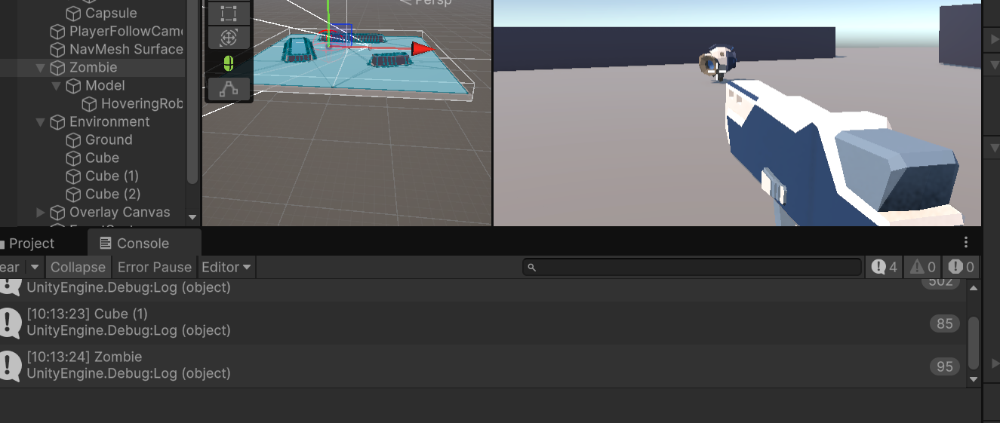 Capsule
PlayerFollowCame
NavMesh Surface
Zombie
Model
HoveringRob
Environment
Ground
Cube
Cube (1)
Cube (2)
Overlay Canvas
Persp
Project
Console
ear
Collapse
Error Pause
Editor
4
0
0
UnityEngine.Debug:Log (object)
502
[10:13:23] Cube (1)
UnityEngine.Debug:Log (object)
85
[10:13:24] Zombie
UnityEngine.Debug:Log (object)
95